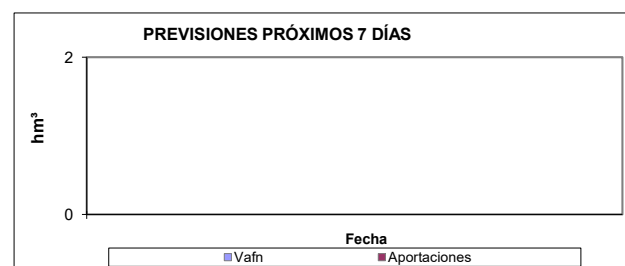 PREVISIONES PRÓXIMOS 7 DÍAS
2
hm³
0
Fecha
Vafn Aportaciones